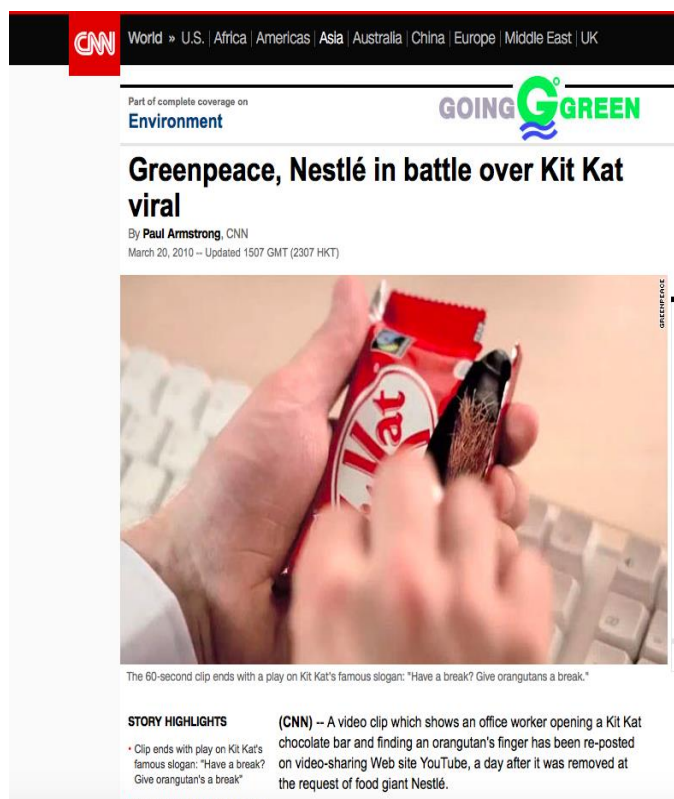 CNN World » U.S. | Africa | Americas | Asia | Australia | China | Europe | Middle East | UK
Part of complete coverage on
Environment
GOING G° GREEN
Greenpeace, Nestlé in battle over Kit Kat
viral
By Paul Armstrong, CNN
March 20, 2010 -- Updated 1507 GMT (2307 HKT)
GREENPEACE
Kat
The 60-second clip ends with a play on Kit Kat's famous slogan: "Have a break? Give orangutans a break."
STORY HIGHLIGHTS
• Clip ends with play on Kit Kat's
famous slogan: "Have a break?
Give orangutan's a break"
(CNN) -- A video clip which shows an office worker opening a Kit Kat
chocolate bar and finding an orangutan's finger has been re-posted
on video-sharing Web site YouTube, a day after it was removed at
the request of food giant Nestlé.